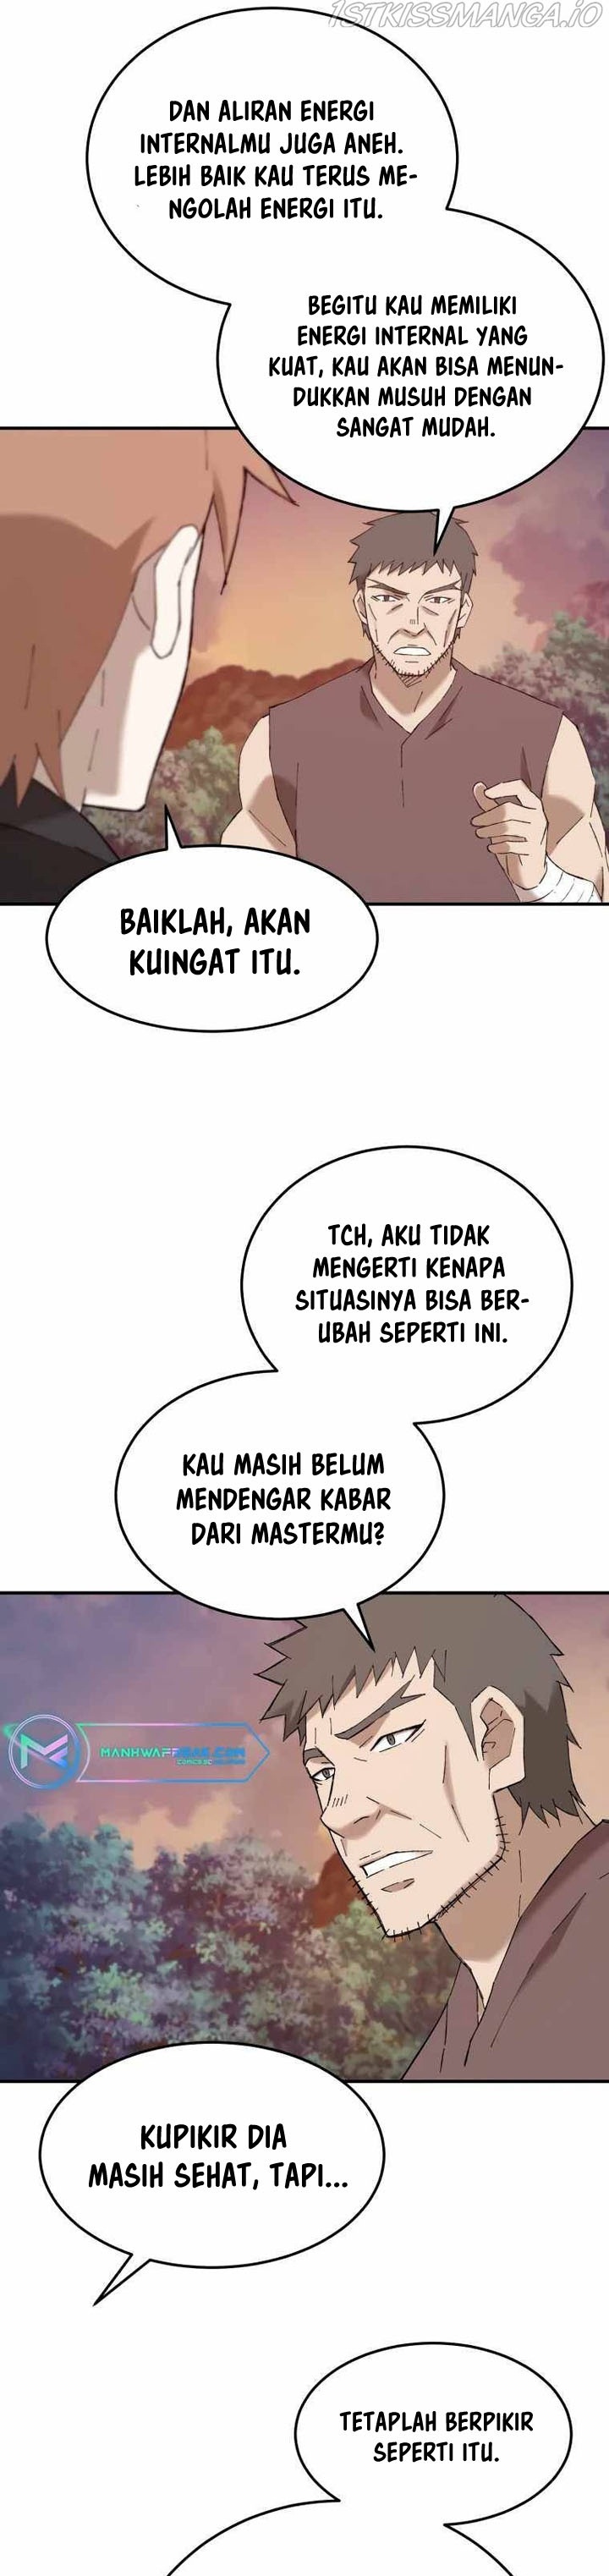 1STKISSMANGA.iO
DAN ALIRAN ENERGI
INTERNALMU JUGA ANEH.
LEBIH BAIK KAU TERUS ME-
NGOLAH ENERGI ITU.
BEGITU KAU MEMILIKI
ENERGI INTERNAL YANG
KUAT, KAU AKAN BISA MENUN-
DUKKAN MUSUH DENGAN
SANGAT MUDAH.
BAIKLAH, AKAN
KUINGAT ITU.
TCH, AKU TIDAK
MENGERTI KENAPA
SITUASINYA BISA BER-
UBAH SEPERTI INI.
KAU MASIH BELUM
MENDENGAR KABAR
DARI MASTERMU?
KUPIKIR DIA
MASIH SEHAT, TAPI...
TETAPLAH BERPIKIR
SEPERTI ITU.